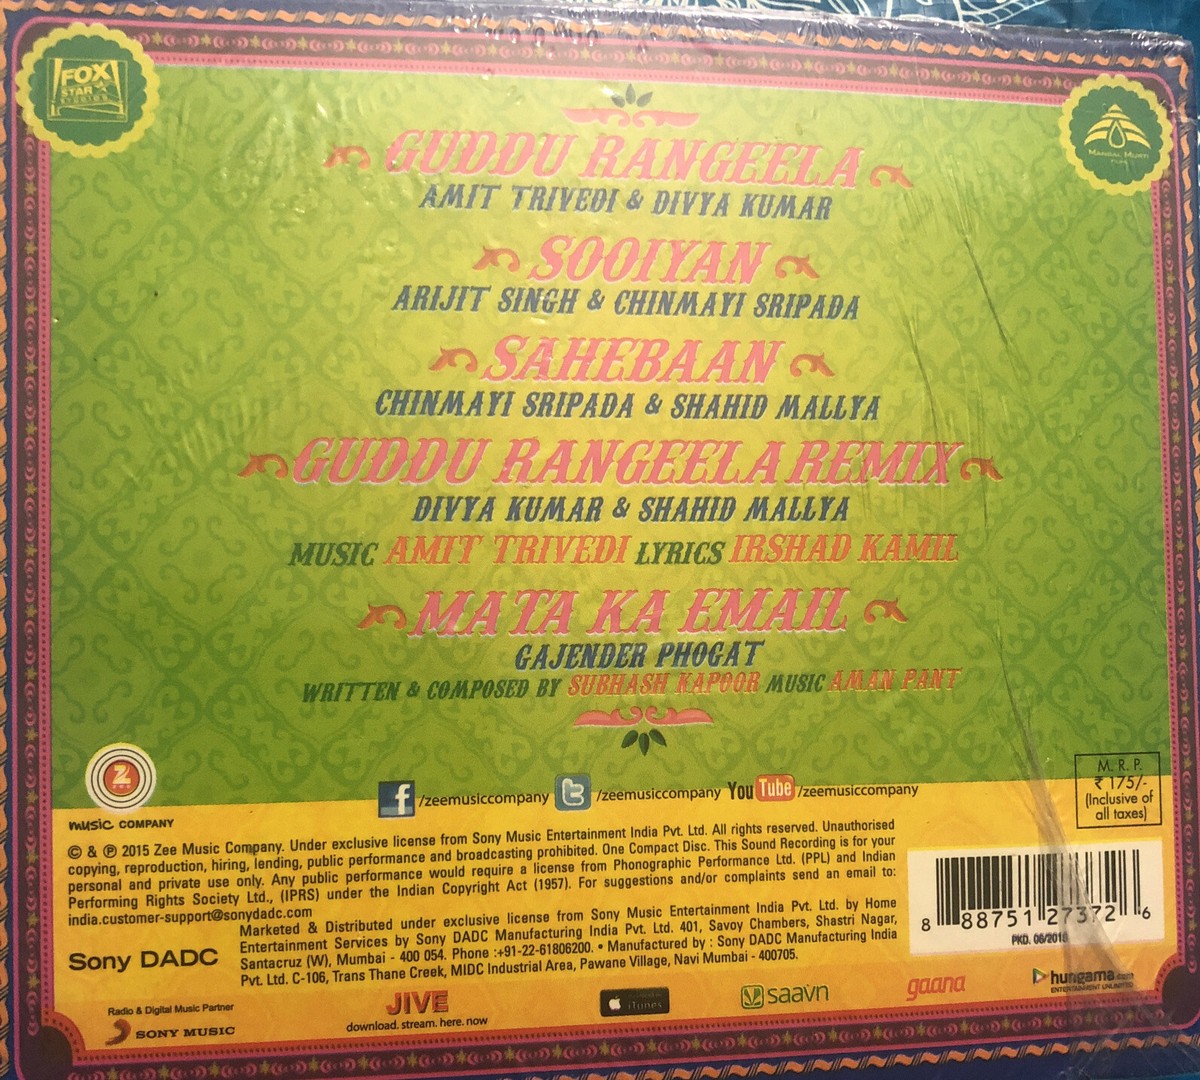 FOX
STAR
STUDIOS
MANGAL MURTI
FILMS
GUDDU RANGEELA
AMIT TRIVEDI & DIVYA KUMAR
SOOIYAN
ARIJIT SINGH & CHINMAYI SRIPADA
SAHEBAAN
CHINMAYI SRIPADA & SHAHID MALLYA
GUDDU RANGEELA REMIX
DIVYA KUMAR & SHAHID MALLYA
MUSIC AMIT TRIVEDI LYRICS IRSHAD KAMIL
MATA KA EMAIL
GAJENDER PHOGAT
WRITTEN & COMPOSED BY SUBHASH KAPOOR MUSIC AMAN PANT
Z
music COMPANY
f /zeemusiccompany /zeemusiccompany YouTube /zeemusiccompany
M. R. P.
₹ 175/-
(Inclusive of
all taxes)
© & ℗ 2015 Zee Music Company. Under exclusive license from Sony Music Entertainment India Pvt. Ltd. All rights reserved. Unauthorised
copying, reproduction, hiring, lending, public performance and broadcasting prohibited. One Compact Disc. This Sound Recording is for your
personal and private use only. Any public performance would require a license from Phonographic Performance Ltd. (PPL) and Indian
Performing Rights Society Ltd., (IPRS) under the Indian Copyright Act (1957). For suggestions and/or complaints send an email to:
india.customer-support@sonydadc.com
Sony DADC
Marketed & Distributed under exclusive license from Sony Music Entertainment India Pvt. Ltd. by Home
Entertainment Services by Sony DADC Manufacturing India Pvt. Ltd. 401, Savoy Chambers, Shastri Nagar,
Santacruz (W), Mumbai - 400 054. Phone :+91-22-61806200. • Manufactured by : Sony DADC Manufacturing India
Pvt. Ltd. C-106, Trans Thane Creek, MIDC Industrial Area, Pawane Village, Navi Mumbai - 400705.
8 88751 27372 6
PKD. 06/2015
Radio & Digital Music Partner
SONY MUSIC
JIVE
download. stream. here. now
iTunes
saavn
gaana
hungama.com
ENTERTAINMENT UNLIMITED